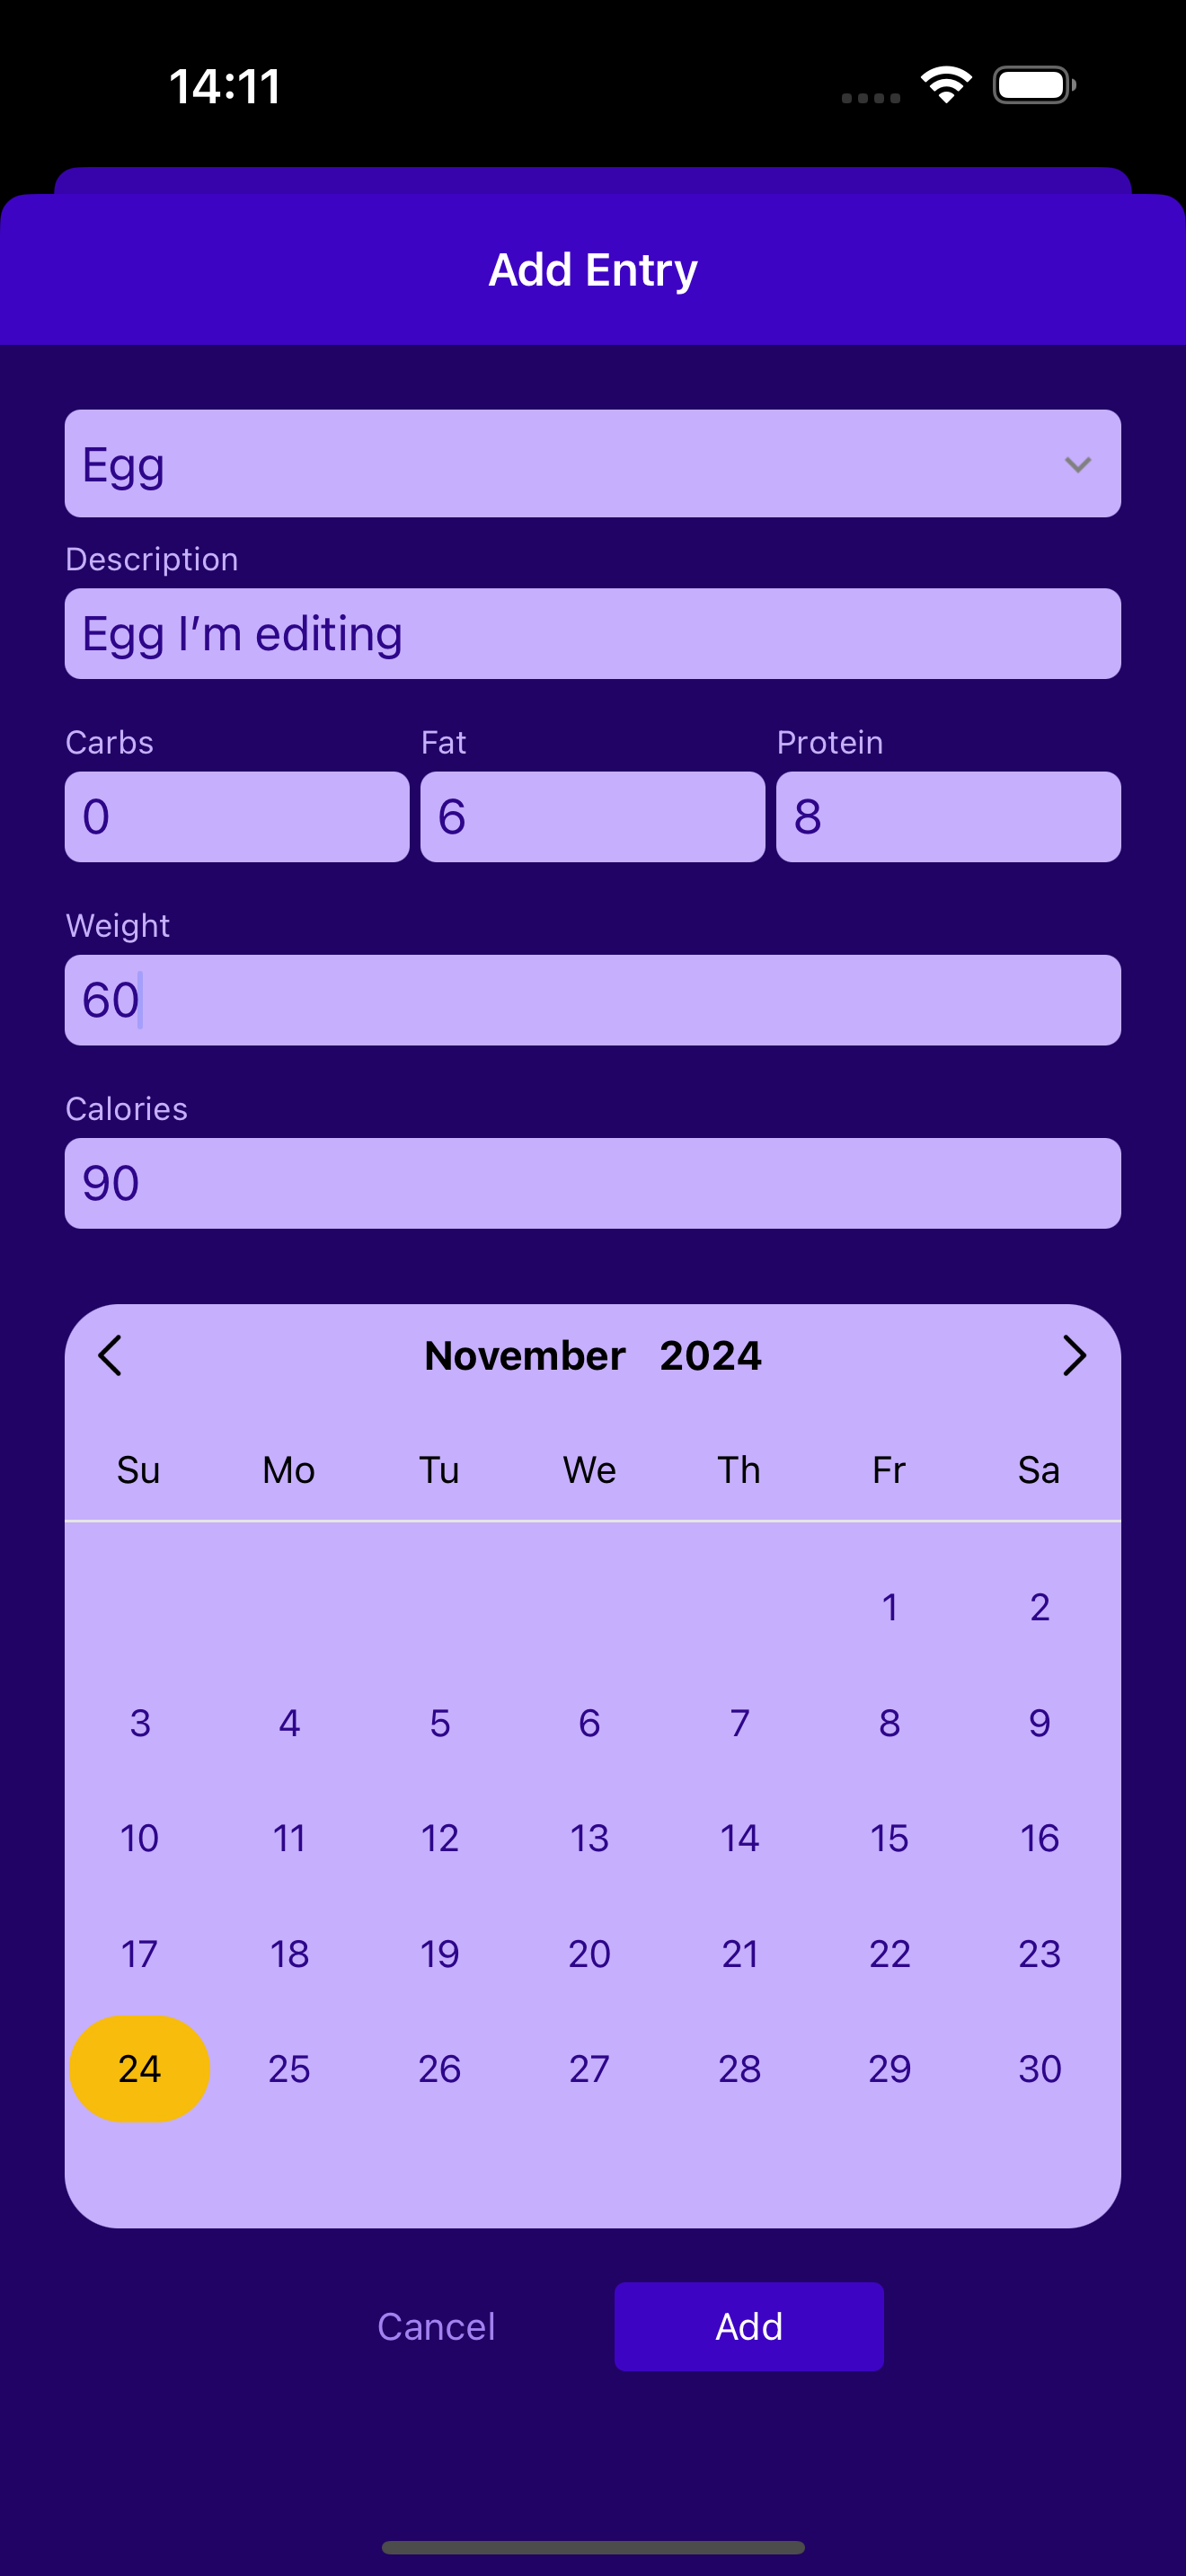 14:11
Add Entry
Egg
Description
Egg I’m editing
Carbs Fat Protein
0 6 8
Weight
60
Calories
90
November 2024
Su Mo Tu We Th Fr Sa
1 2
3 4 5 6 7 8 9
10 11 12 13 14 15 16
17 18 19 20 21 22 23
24 25 26 27 28 29 30
Cancel Add